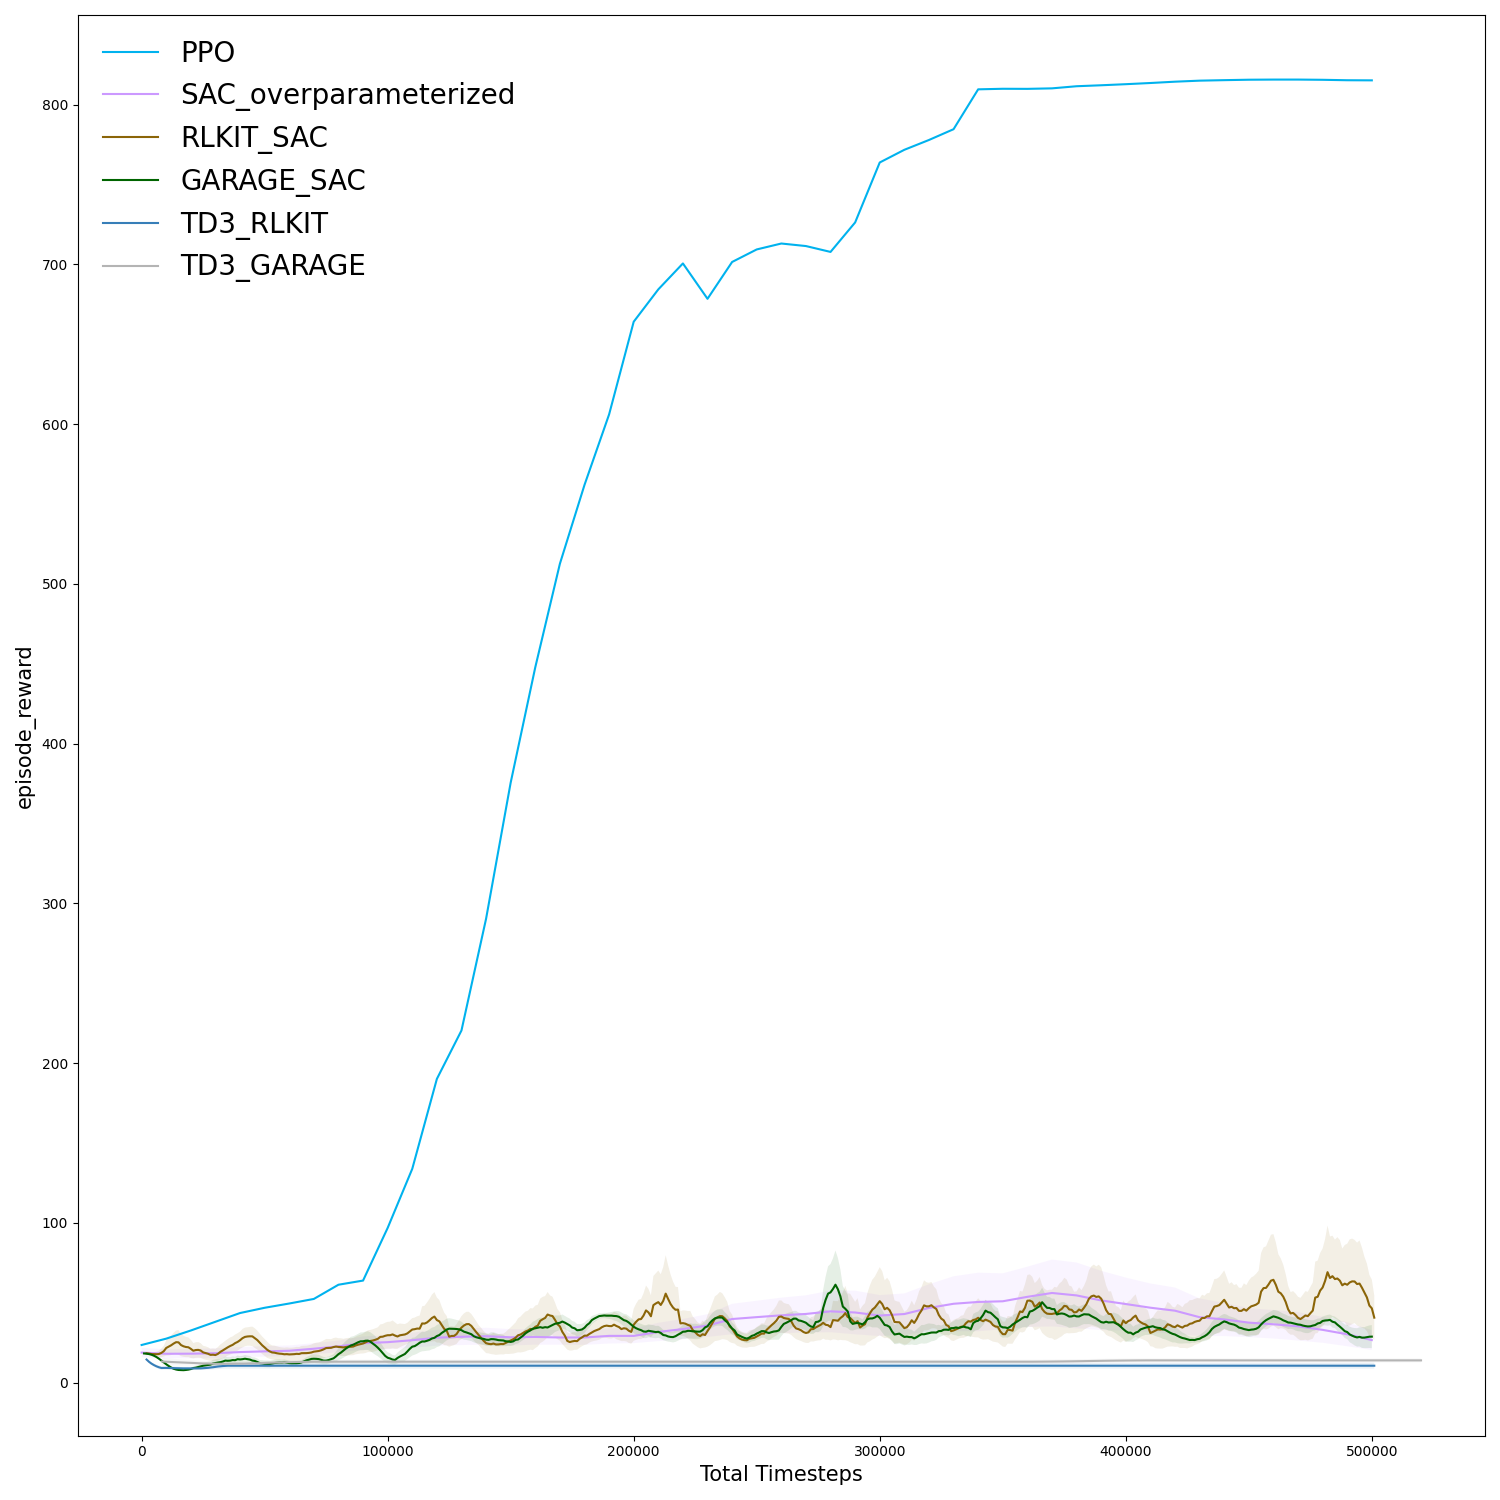 PPO
SAC_overparameterized
RLKIT_SAC
GARAGE_SAC
TD3_RLKIT
TD3_GARAGE
800
700
600
500
400
300
200
100
0
episode_reward
0 100000 200000 300000 400000 500000
Total Timesteps